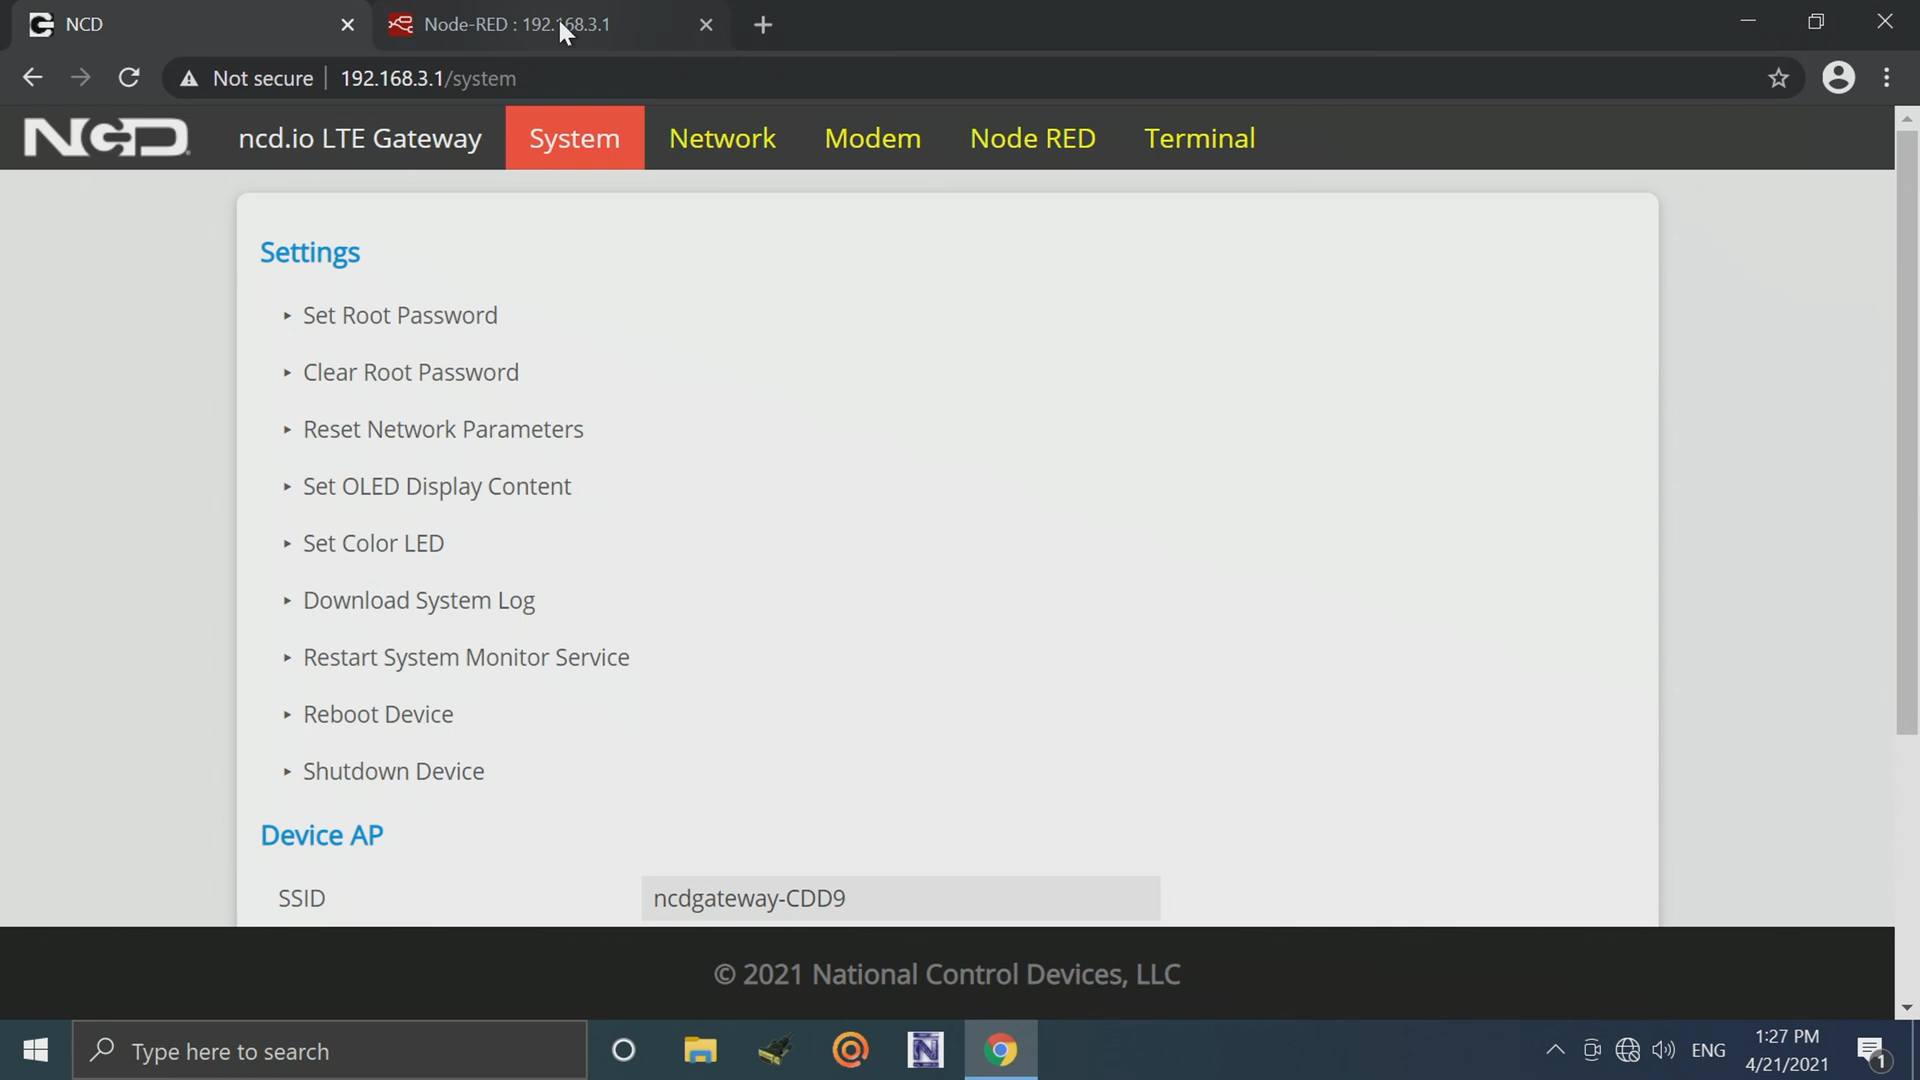 NCD
Node-RED : 192.168.3.1
Not secure
192.168.3.1/system
NCD
ncd.io LTE Gateway
System
Network
Modem
Node RED
Terminal
Settings
Set Root Password
Clear Root Password
Reset Network Parameters
Set OLED Display Content
Set Color LED
Download System Log
Restart System Monitor Service
Reboot Device
Shutdown Device
Device AP
SSID
ncdgateway-CDD9
© 2021 National Control Devices, LLC
Type here to search
N
ENG
1:27 PM
4/21/2021
1